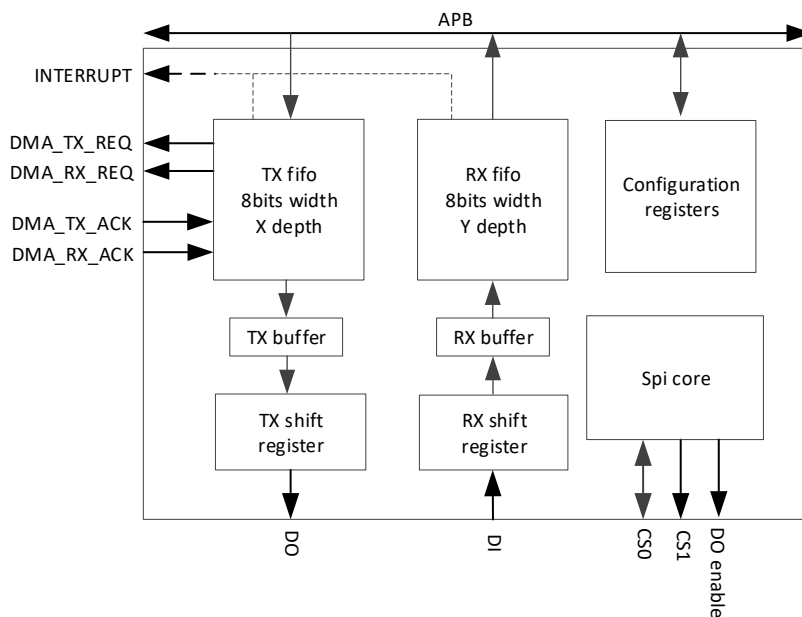 APB
INTERRUPT
DMA_TX_REQ
DMA_RX_REQ
DMA_TX_ACK
DMA_RX_ACK
TX fifo
8bits width
X depth
RX fifo
8bits width
Y depth
Configuration
registers
TX buffer
RX buffer
Spi core
TX shift
register
RX shift
register
DO
DI
CS0
CS1
DO enable